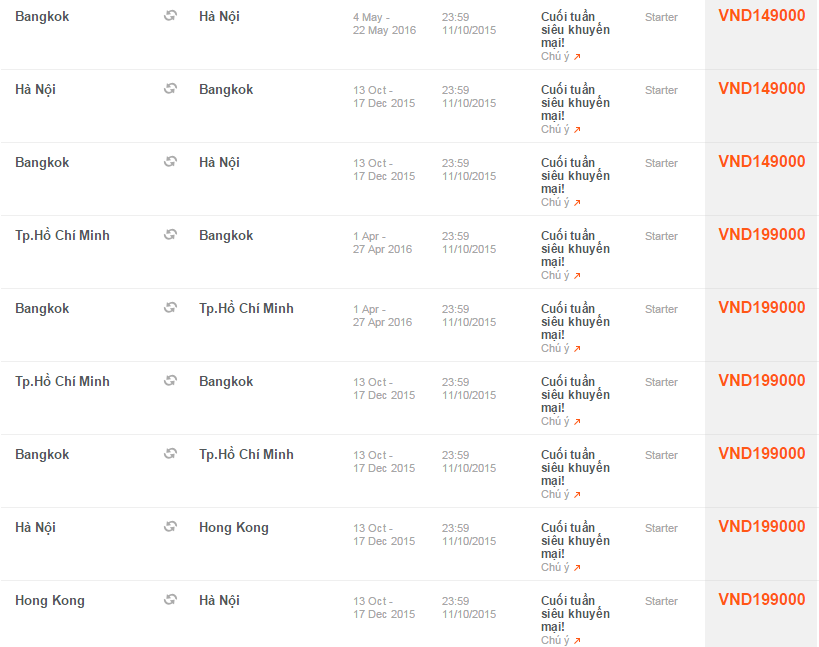 Bangkok Hà Nội 4 May - 23:59 Cuối tuần Starter VND149000
22 May 2016 11/10/2015 siêu khuyến
mại!
Chú ý
Hà Nội Bangkok 13 Oct - 23:59 Cuối tuần Starter VND149000
17 Dec 2015 11/10/2015 siêu khuyến
mại!
Chú ý
Bangkok Hà Nội 13 Oct - 23:59 Cuối tuần Starter VND149000
17 Dec 2015 11/10/2015 siêu khuyến
mại!
Chú ý
Tp.Hồ Chí Minh Bangkok 1 Apr - 23:59 Cuối tuần Starter VND199000
27 Apr 2016 11/10/2015 siêu khuyến
mại!
Chú ý
Bangkok Tp.Hồ Chí Minh 1 Apr - 23:59 Cuối tuần Starter VND199000
27 Apr 2016 11/10/2015 siêu khuyến
mại!
Chú ý
Tp.Hồ Chí Minh Bangkok 13 Oct - 23:59 Cuối tuần Starter VND199000
17 Dec 2015 11/10/2015 siêu khuyến
mại!
Chú ý
Bangkok Tp.Hồ Chí Minh 13 Oct - 23:59 Cuối tuần Starter VND199000
17 Dec 2015 11/10/2015 siêu khuyến
mại!
Chú ý
Hà Nội Hong Kong 13 Oct - 23:59 Cuối tuần Starter VND199000
17 Dec 2015 11/10/2015 siêu khuyến
mại!
Chú ý
Hong Kong Hà Nội 13 Oct - 23:59 Cuối tuần Starter VND199000
17 Dec 2015 11/10/2015 siêu khuyến
mại!
Chú ý